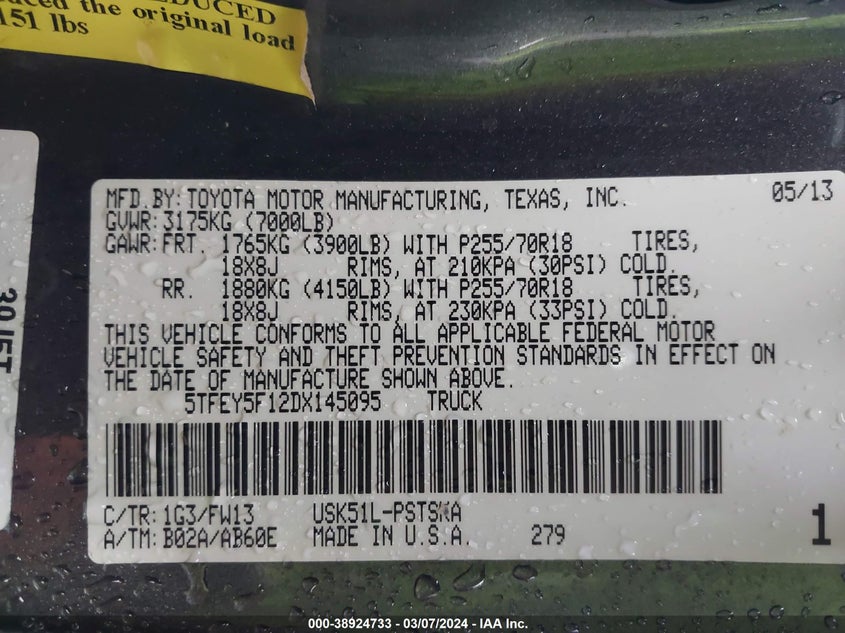 REDUCED
the original load
151 lbs
MFD.BY:TOYOTA MOTOR MANUFACTURING, TEXAS, INC. 05/13
GVWR:3175KG (7000LB)
GAWR:FRT. 1765KG (3900LB) WITH P255/70R18 TIRES,
18X8J RIMS, AT 210KPA (30PSI) COLD.
RR. 1880KG (4150LB) WITH P255/70R18 TIRES,
18X8J RIMS, AT 230KPA (33PSI) COLD.
THIS VEHICLE CONFORMS TO ALL APPLICABLE FEDERAL MOTOR
VEHICLE SAFETY AND THEFT PREVENTION STANDARDS IN EFFECT ON
THE DATE OF MANUFACTURE SHOWN ABOVE.
5TFEY5F12DX145095 TRUCK
C/TR:1G3/FW13 USK51L-PSTSKA
A/TM:B02A/AB60E MADE IN U.S.A. 279
1
000-38924733 - 03/07/2024 - IAA Inc.